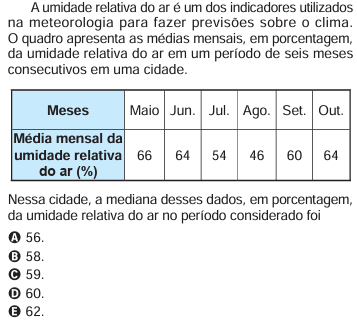 A umidade relativa do ar é um dos indicadores utilizados
na meteorologia para fazer previsões sobre o clima.
O quadro apresenta as médias mensais, em porcentagem,
da umidade relativa do ar em um período de seis meses
consecutivos em uma cidade.
Meses Maio Jun. Jul. Ago. Set. Out.
Média mensal da
umidade relativa 66 64 54 46 60 64
do ar (%)
Nessa cidade, a mediana desses dados, em porcentagem,
da umidade relativa do ar no período considerado foi
A 56.
B 58.
C 59.
D 60.
E 62.